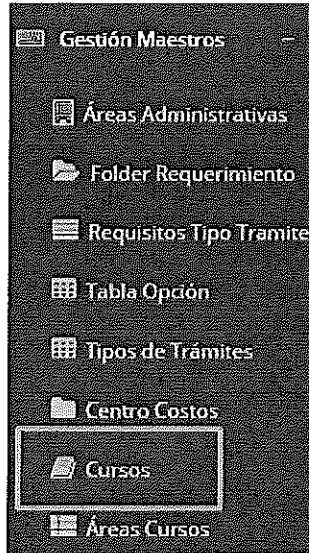 Gestión Maestros –
Áreas Administrativas
Folder Requerimiento
Requisitos Tipo Tramite
Tabla Opción
Tipos de Trámites
Centro Costos
Cursos
Áreas Cursos